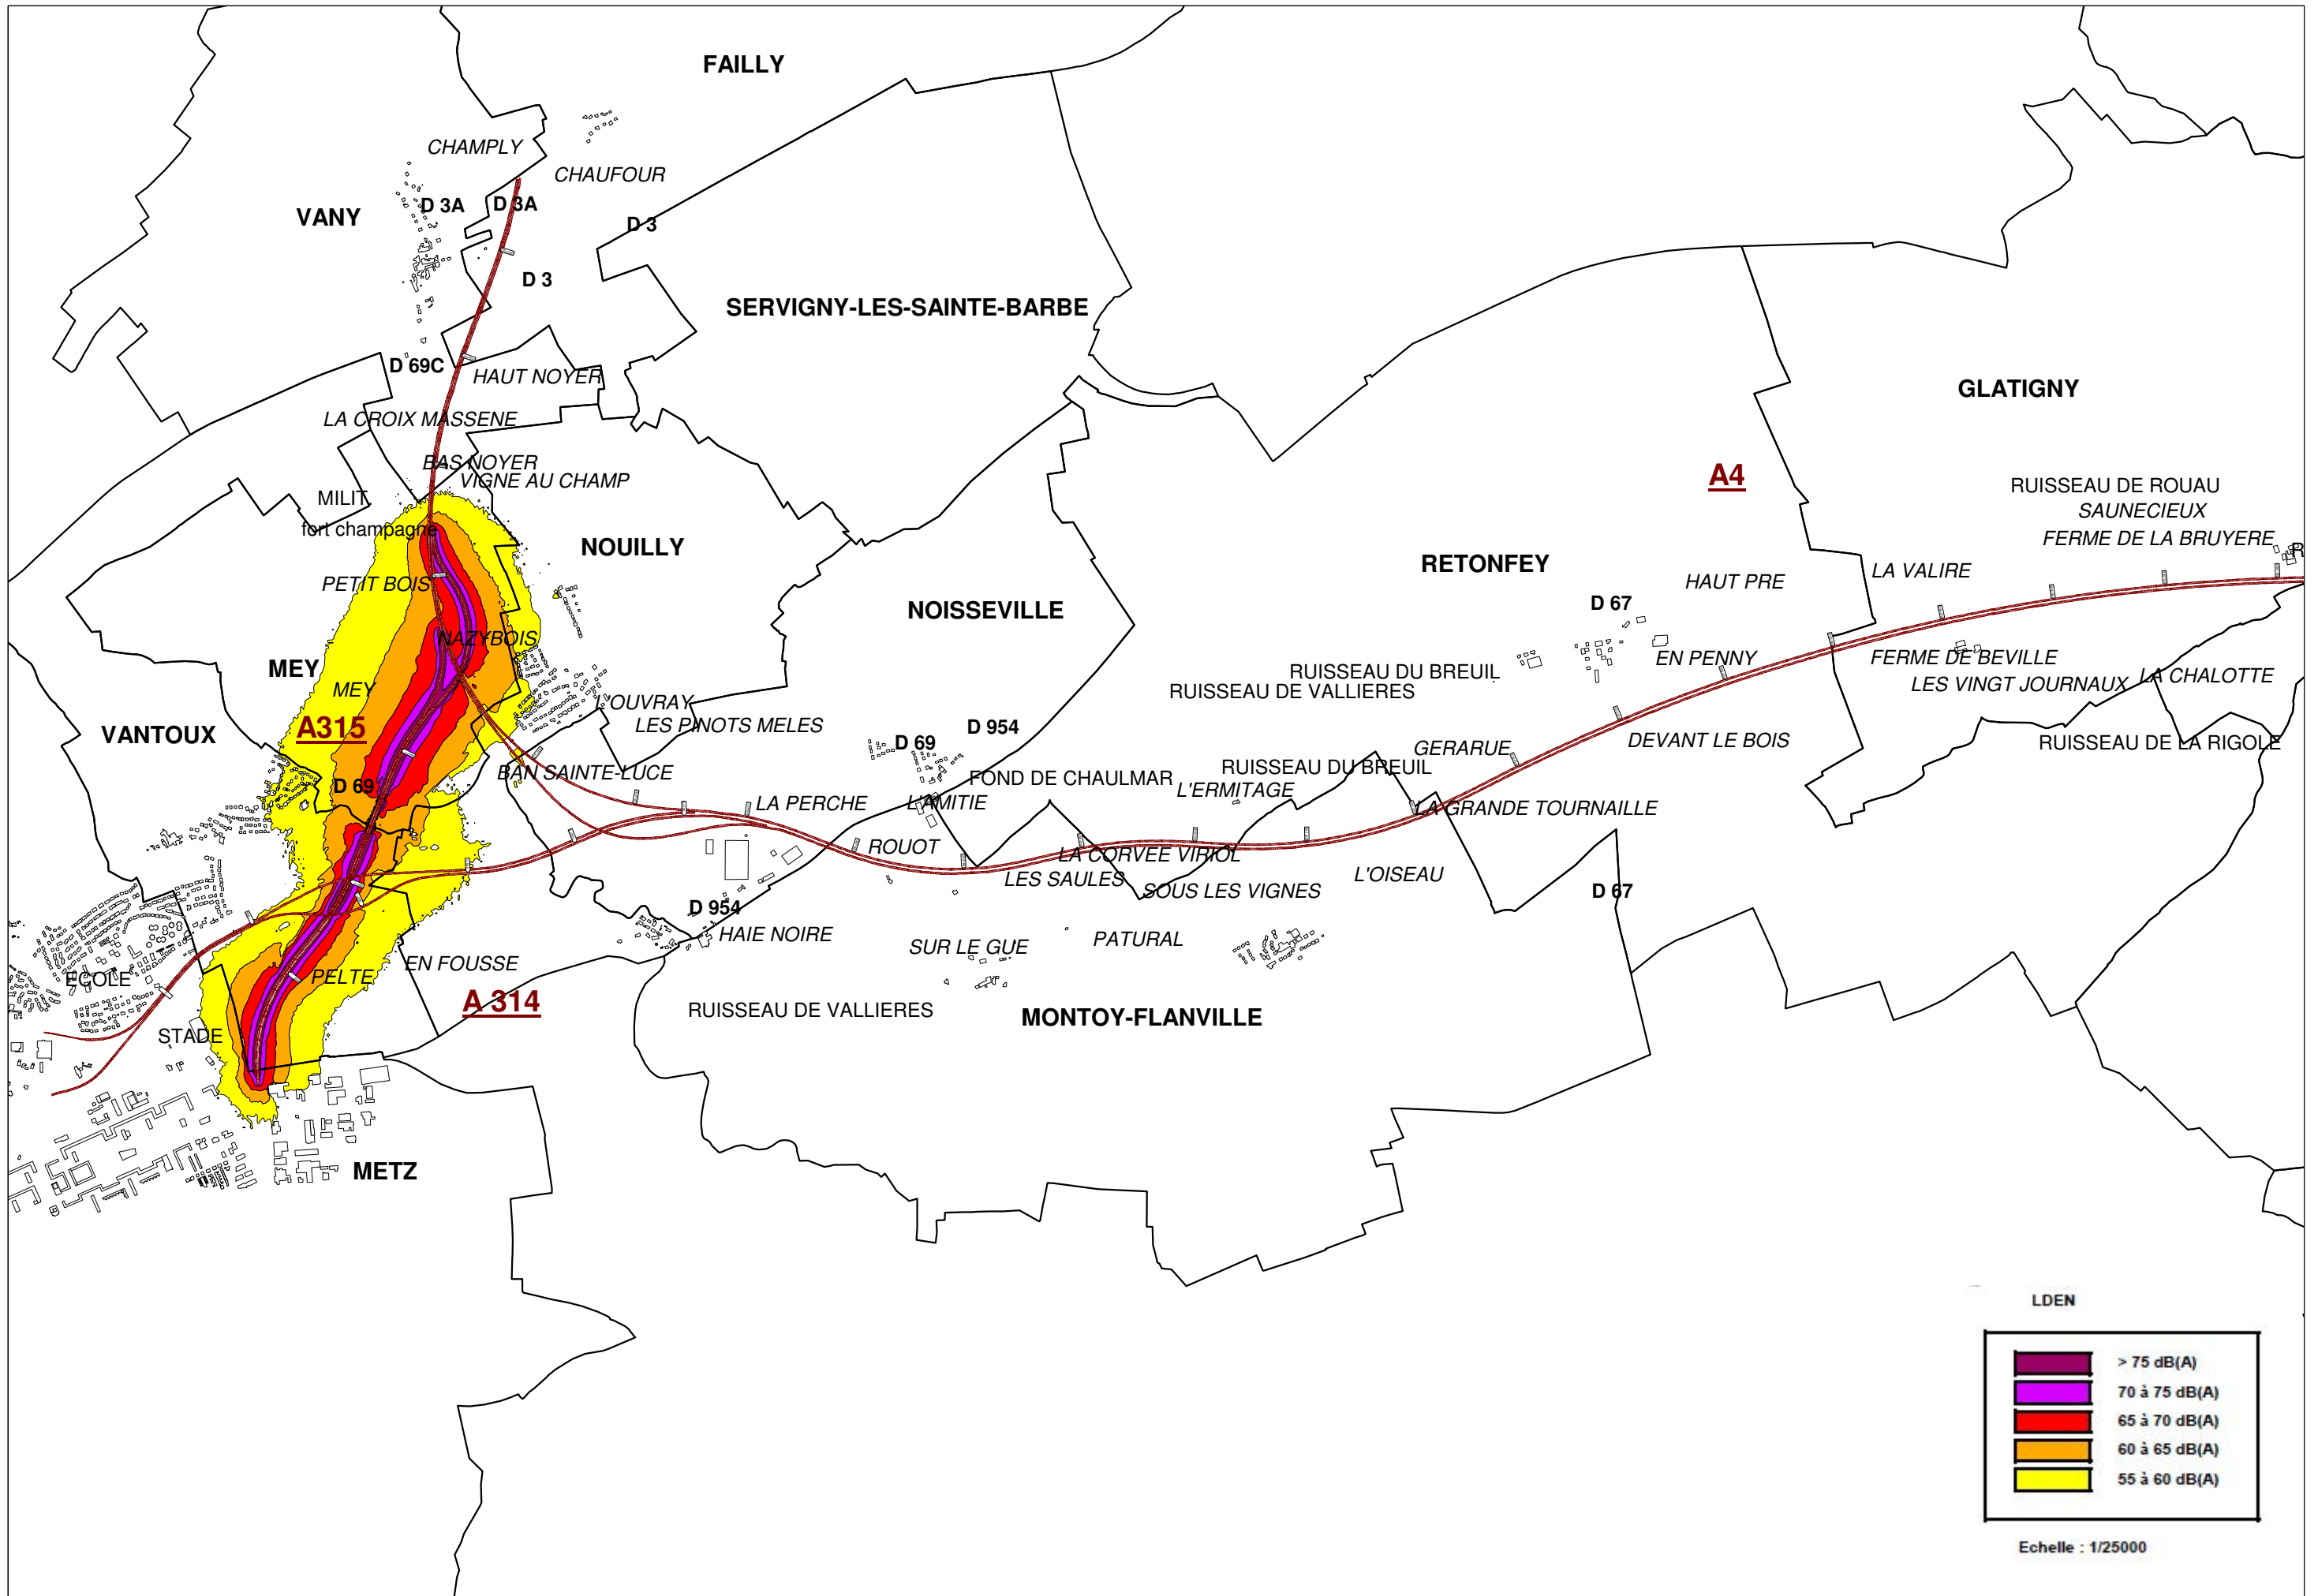 FAILLY
CHAMPLY
CHAUFOUR
VANY
D 3A
D 3A
D 3
D 3
SERVIGNY-LES-SAINTE-BARBE
D 69C
HAUT NOYER
GLATIGNY
LA CROIX MASSENE
BAS NOYER
VIGNE AU CHAMP
A4
MILIT
fort champagne
RUISSEAU DE ROUAU
SAUNECIEUX
FERME DE LA BRUYERE
R
NOUILLY
RETONFEY
PETIT BOIS
HAUT PRE
LA VALIRE
NOISSEVILLE
D 67
NAZYBOIS
MEY
MEY
RUISSEAU DU BREUIL
RUISSEAU DE VALLIERES
EN PENNY
FERME DE BEVILLE
LES VINGT JOURNAUX
LA CHALOTTE
L'OUVRAY
LES PINOTS MELES
VANTOUX
A315
D 954
D 69
GERARUE
DEVANT LE BOIS
RUISSEAU DE LA RIGOLE
BAN SAINTE-LUCE
D 69
FOND DE CHAULMAR
RUISSEAU DU BREUIL
L'ERMITAGE
LA PERCHE
L'AMITIE
LA GRANDE TOURNAILLE
ROUOT
LA CORVEE VIRIOL
LES SAULES
SOUS LES VIGNES
L'OISEAU
D 67
D 954
HAIE NOIRE
SUR LE GUE
PATURAL
EN FOUSSE
PELTE
ECOLE
A 314
RUISSEAU DE VALLIERES
MONTOY-FLANVILLE
STADE
METZ
LDEN
> 75 dB(A)
70 à 75 dB(A)
65 à 70 dB(A)
60 à 65 dB(A)
55 à 60 dB(A)
Echelle : 1/25000